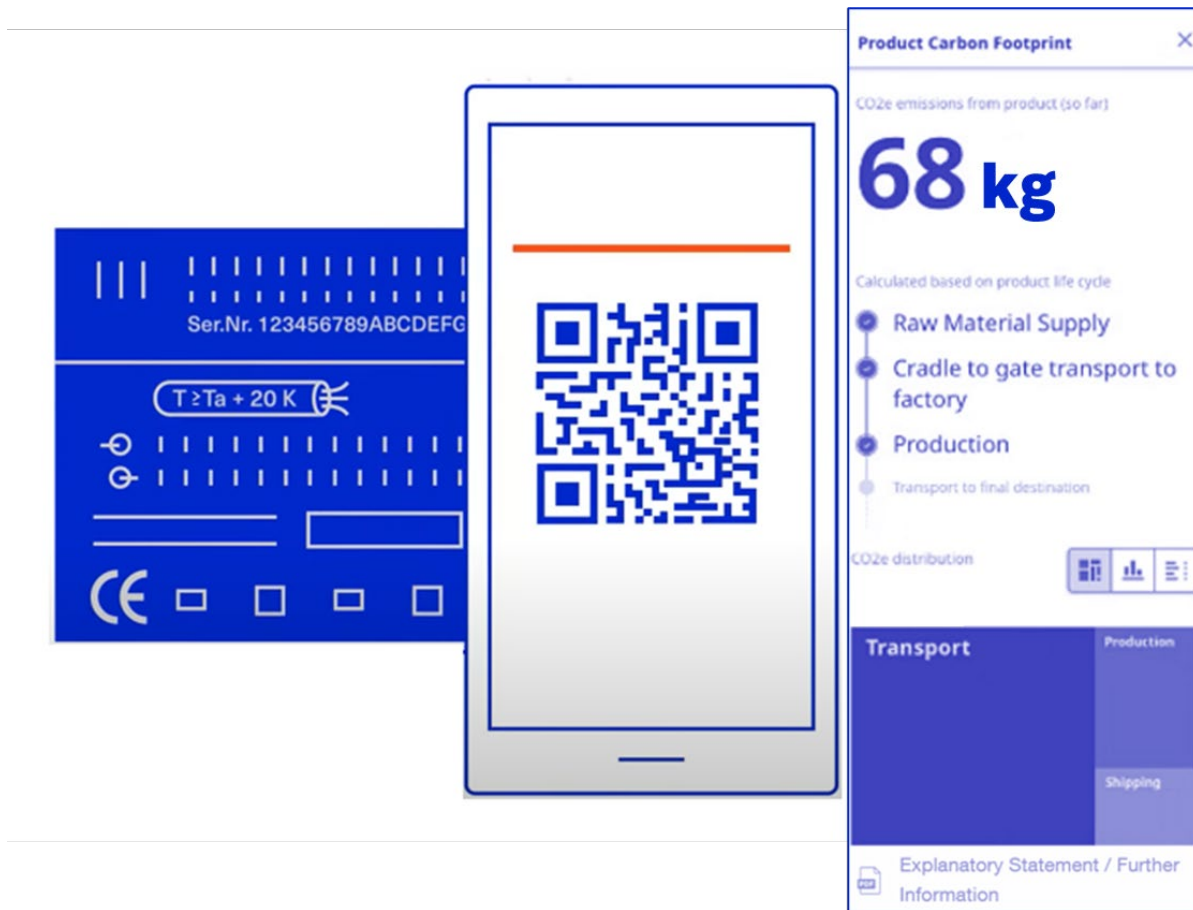 Ser.Nr. 123456789ABCDEFG
T ≥Ta + 20 K
CE
Product Carbon Footprint
CO2e emissions from product (so far)
68 kg
Calculated based on product life cycle
Raw Material Supply
Cradle to gate transport to
factory
Production
Transport to final destination
CO2e distribution
Transport
Production
Shipping
PDF
Explanatory Statement / Further
Information